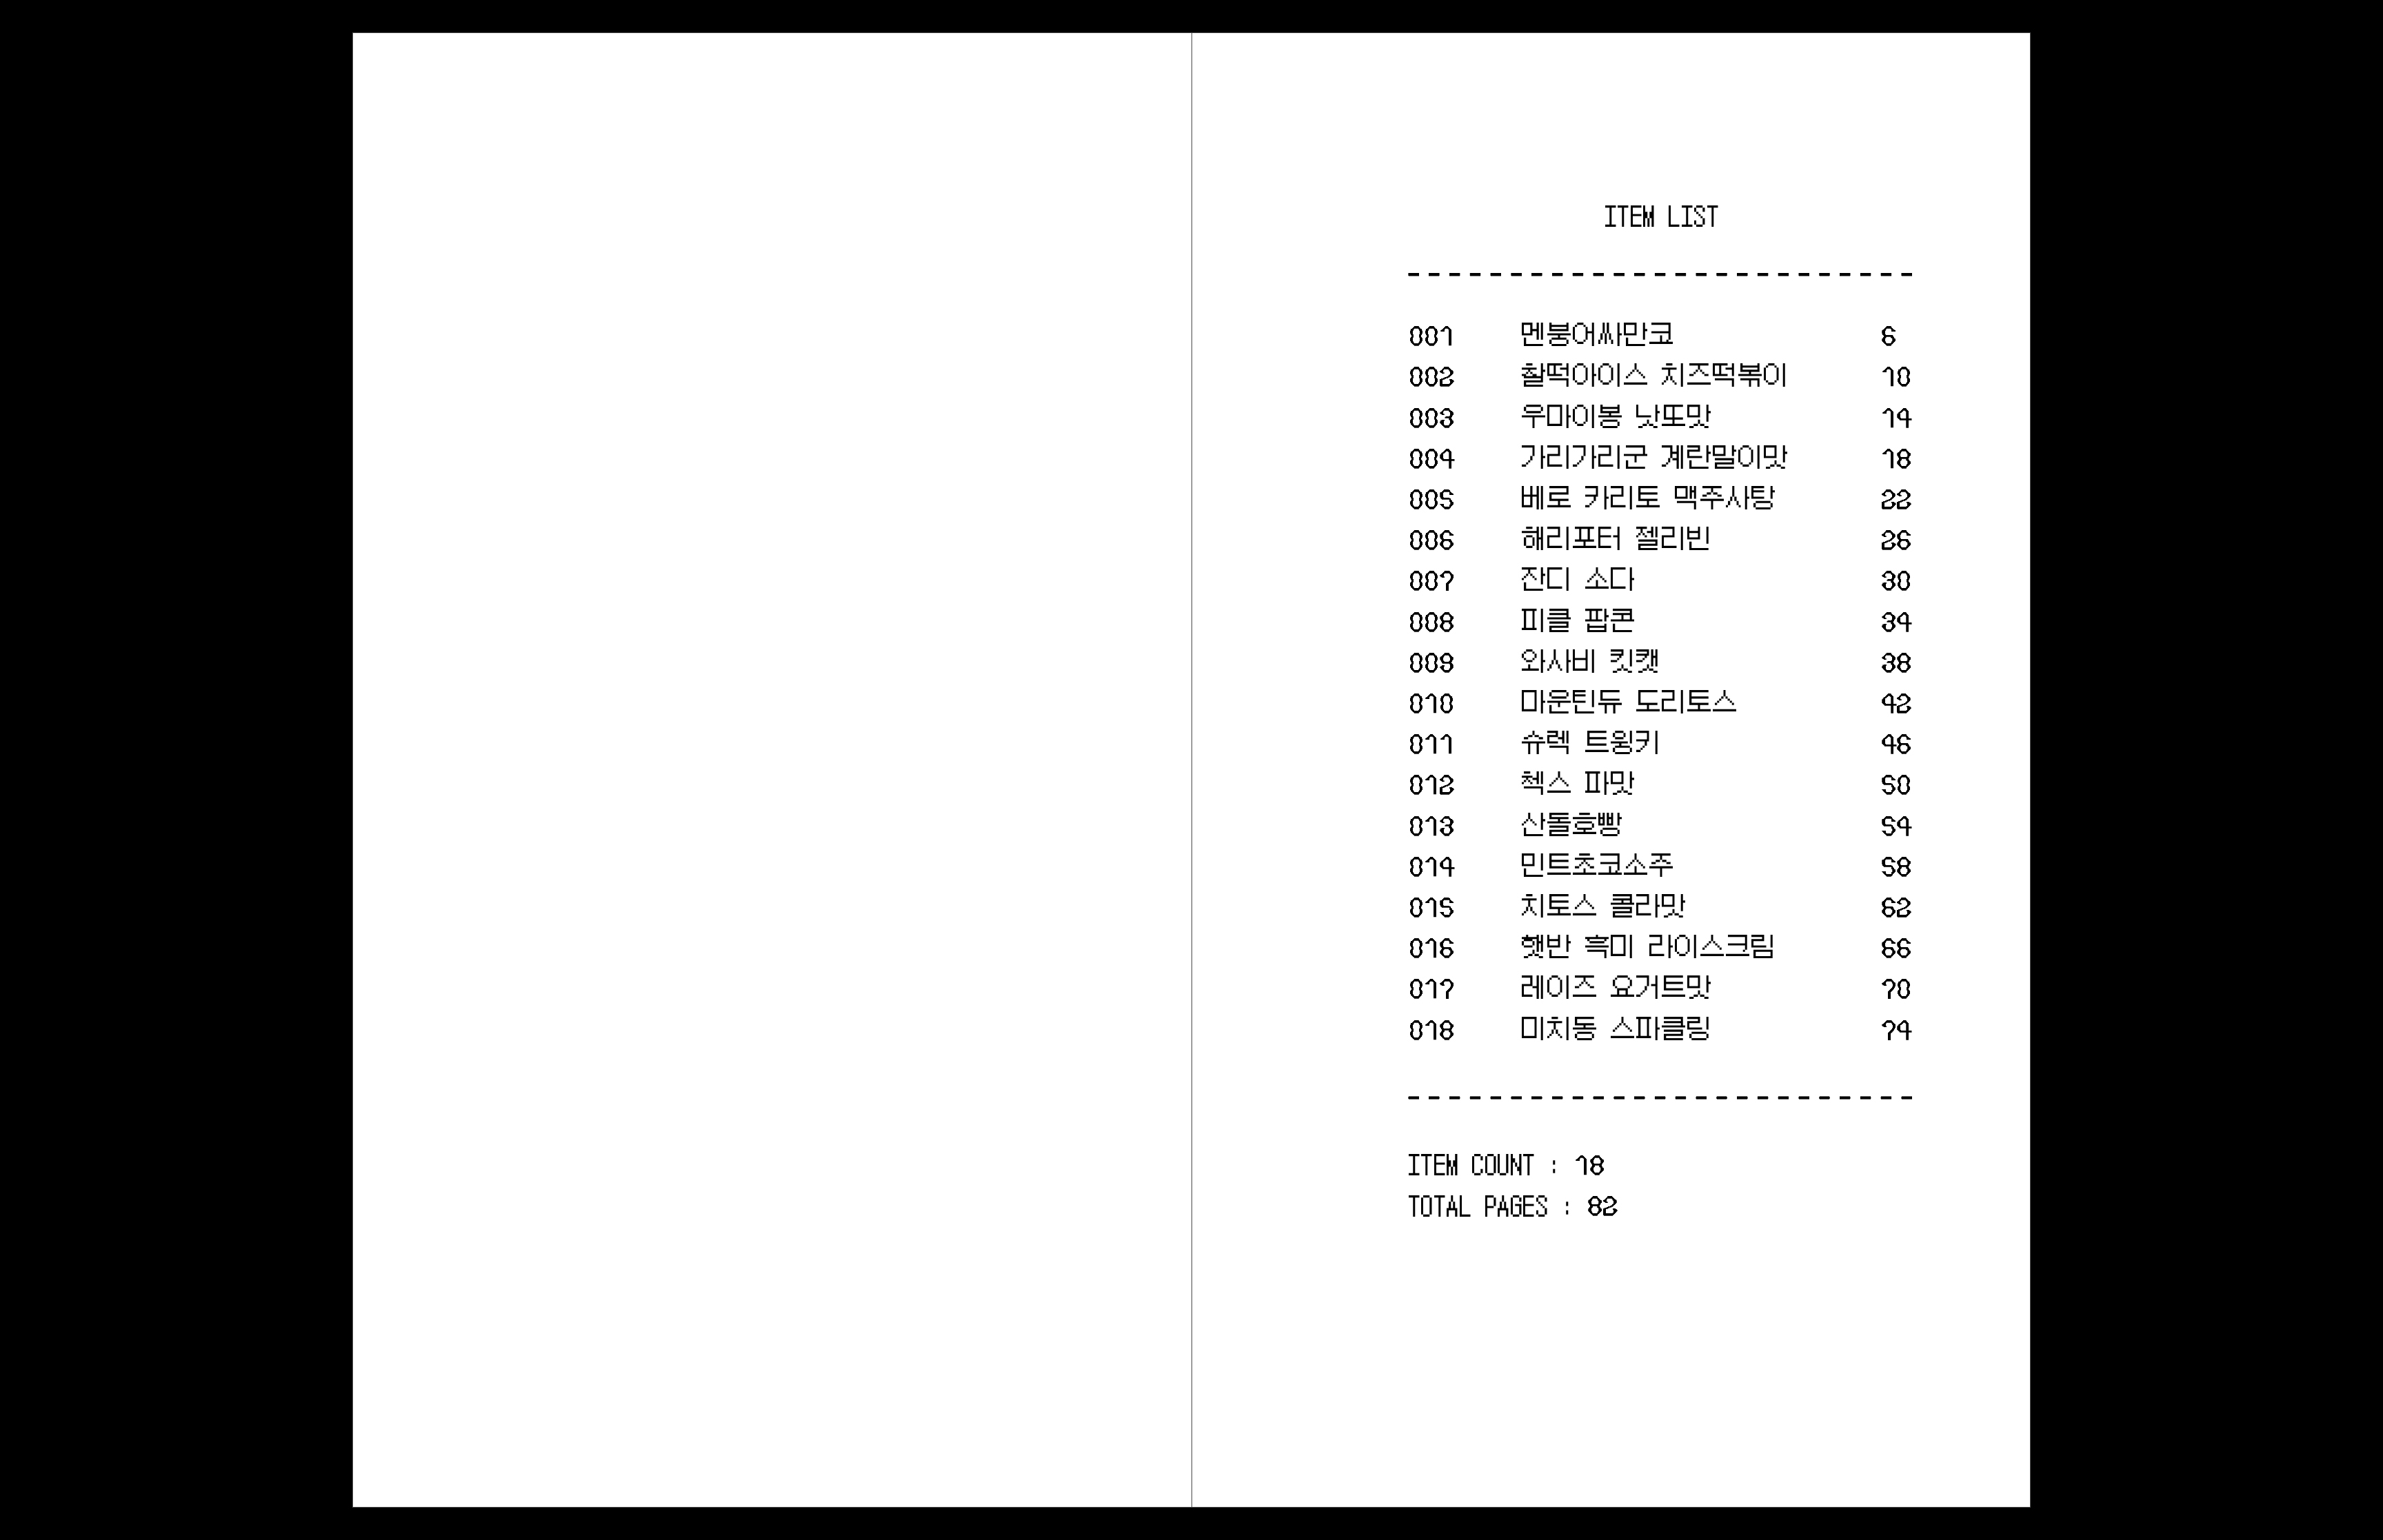 ITEM LIST
001 멘붕어싸만코 6
002 찰떡아이스 치즈떡볶이 10
003 우마이봉 낫또맛 14
004 가리가리군 계란말이맛 18
005 베로 카리토 맥주사탕 22
006 해리포터 젤리빈 26
007 잔디 소다 30
008 피클 팝콘 34
009 와사비 킷캣 38
010 마운틴듀 도리토스 42
011 슈렉 트윙키 46
012 첵스 파맛 50
013 산돌호빵 54
014 민트초코소주 58
015 치토스 콜라맛 62
016 햇반 흑미 라이스크림 66
017 레이즈 요거트맛 70
018 미치동 스파클링 74
ITEM COUNT : 18
TOTAL PAGES : 82